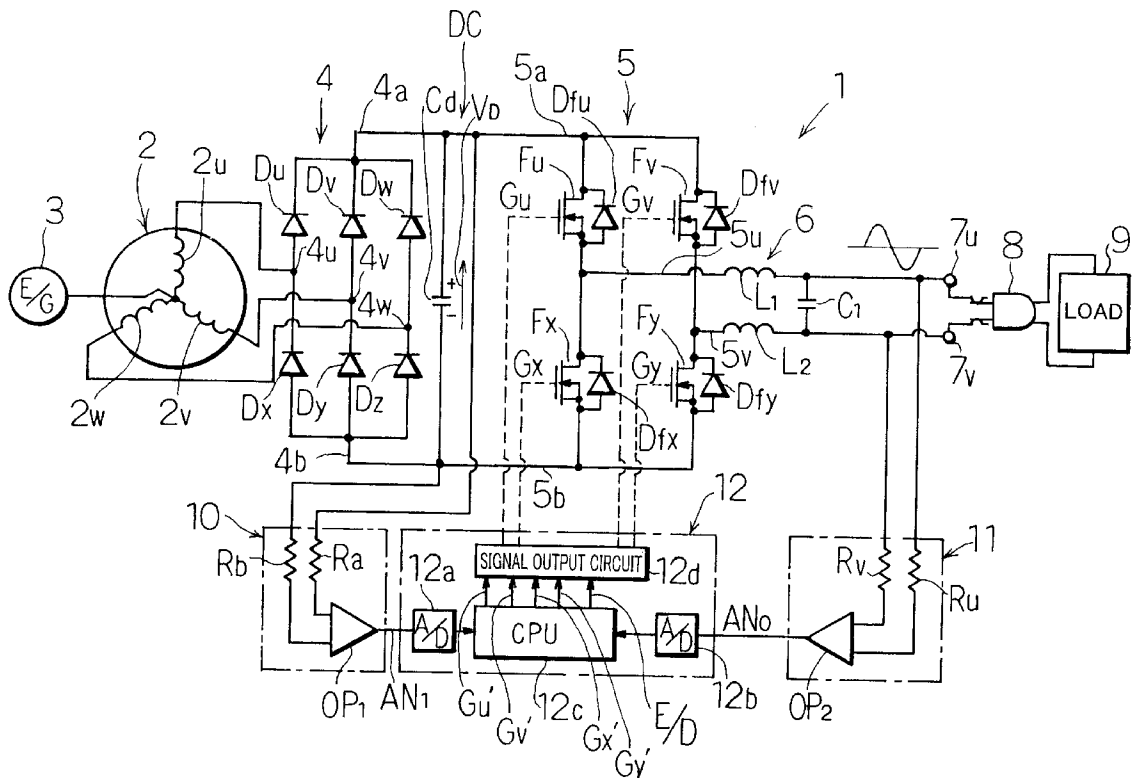 DC
4
4a
Cd
VD
5a
5
Dfu
1
2
2u
Du
Dv
Dw
Fu
Fv
Gu
Gv
Dfv
3
4u
4v
4w
5u
6
7u
8
9
E/G
+
−
L1
C1
LOAD
Fx
Fy
5v
L2
7v
Gx
Gy
2w
2v
Dx
Dy
Dz
Dfx
Dfy
4b
5b
10
12
11
Rb
Ra
SIGNAL OUTPUT CIRCUIT
12d
Rv
Ru
12a
A/D
CPU
A/D
ANo
OP1
AN1
Gu'
Gv'
12c
Gx'
Gy'
E/D
12b
OP2